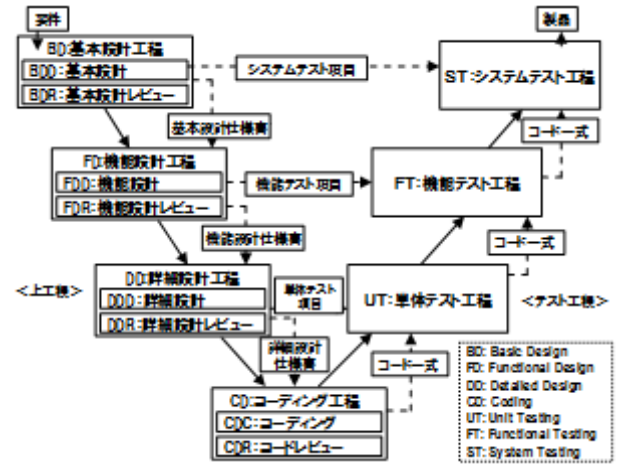 要件
BD:基本設計工程
BDD:基本設計
BDR:基本設計レビュー
システムテスト項目
製品
ST:システムテスト工程
基本設計仕様書
コード一式
FD:機能設計工程
FDD:機能設計
FDR:機能設計レビュー
機能テスト項目
FT:機能テスト工程
機能設計仕様書
コード一式
<上工程>
DD:詳細設計工程
DDD:詳細設計
DDR:詳細設計レビュー
単体テスト
項目
UT:単体テスト工程
<テスト工程>
詳細設計
仕様書
コード一式
CD:コーディング工程
CDC:コーディング
CDR:コードレビュー
BD: Basic Design
FD: Functional Design
DD: Detailed Design
CD: Coding
UT: Unit Testing
FT: Functional Testing
ST: System Testing